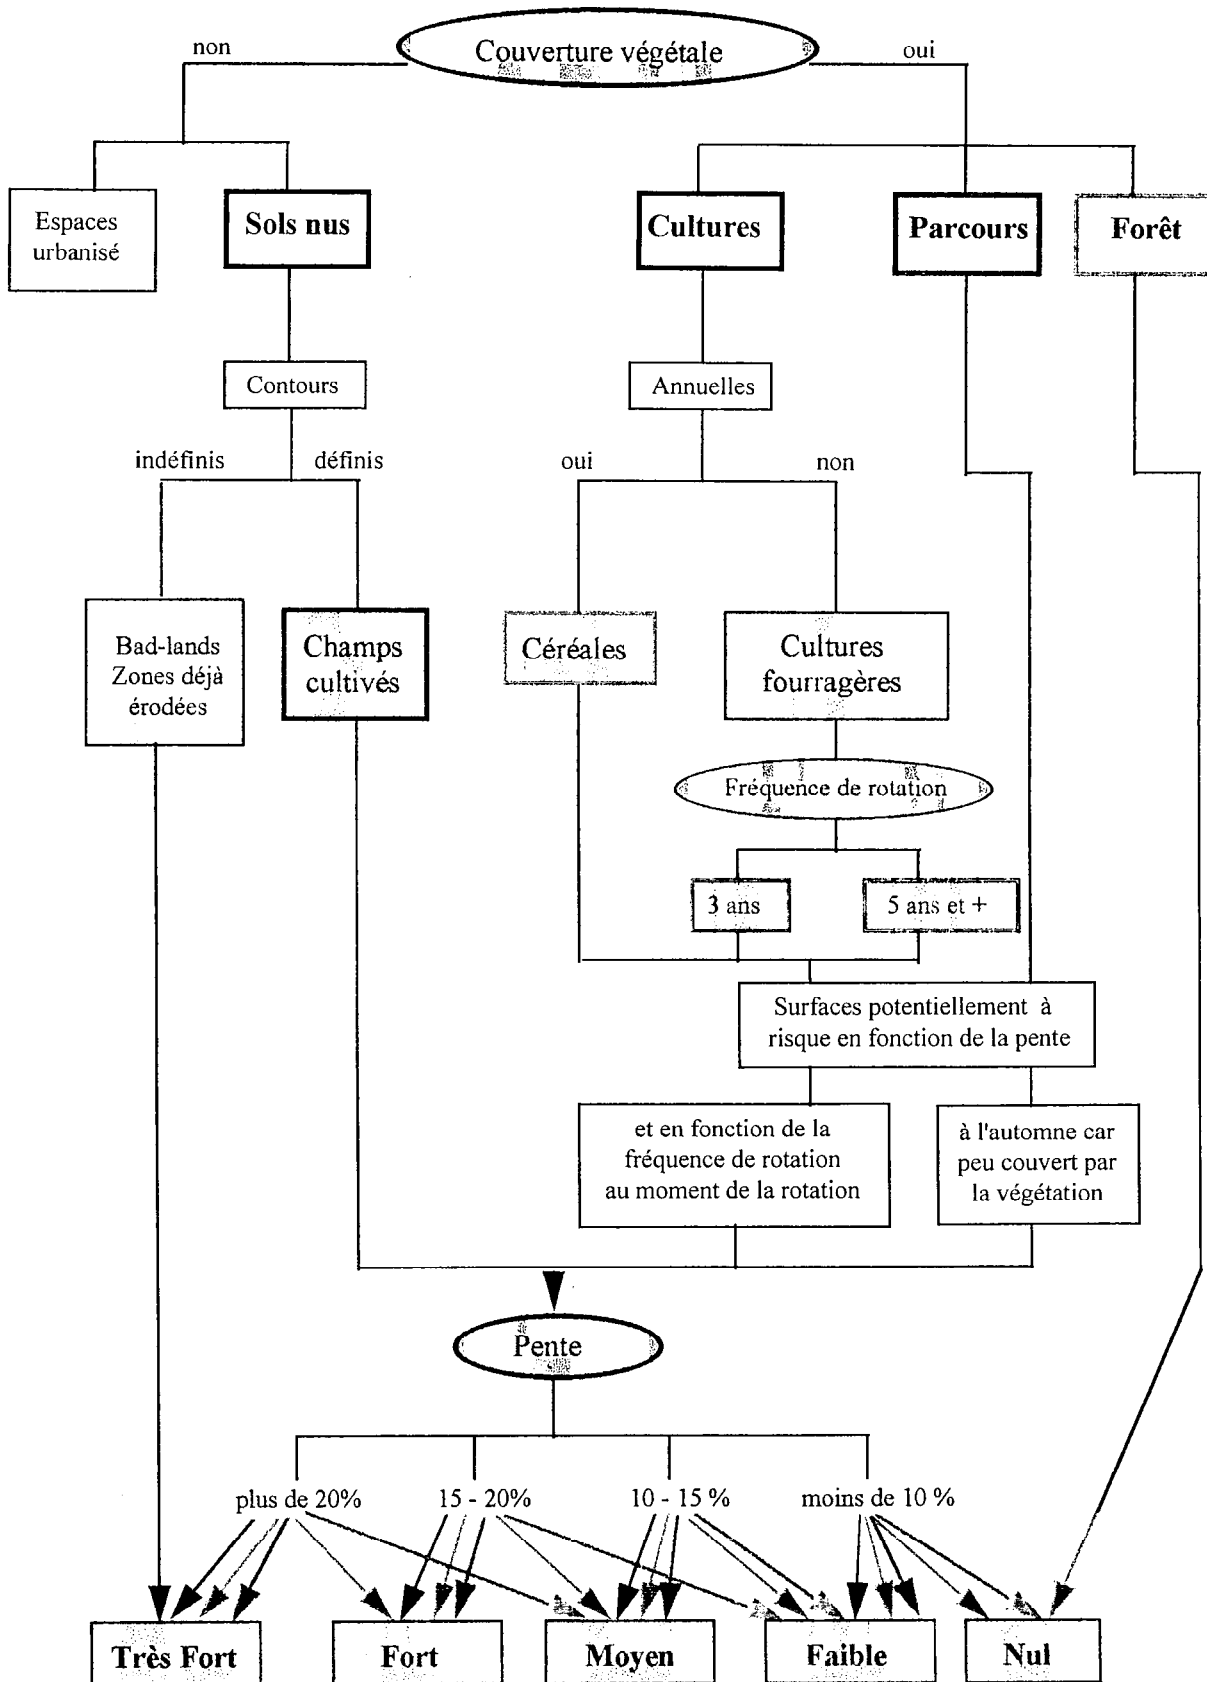 Couverture végétale
non
oui
Espaces
urbanisé
Sols nus
Cultures
Parcours
Forêt
Contours
Annuelles
indéfinis
définis
oui
non
Bad-lands
Zones déjà
érodées
Champs
cultivés
Céréales
Cultures
fourragères
Fréquence de rotation
3 ans
5 ans et +
Surfaces potentiellement à
risque en fonction de la pente
et en fonction de la
fréquence de rotation
au moment de la rotation
à l'automne car
peu couvert par
la végétation
Pente
plus de 20%
15 - 20%
10 - 15 %
moins de 10 %
Très Fort
Fort
Moyen
Faible
Nul